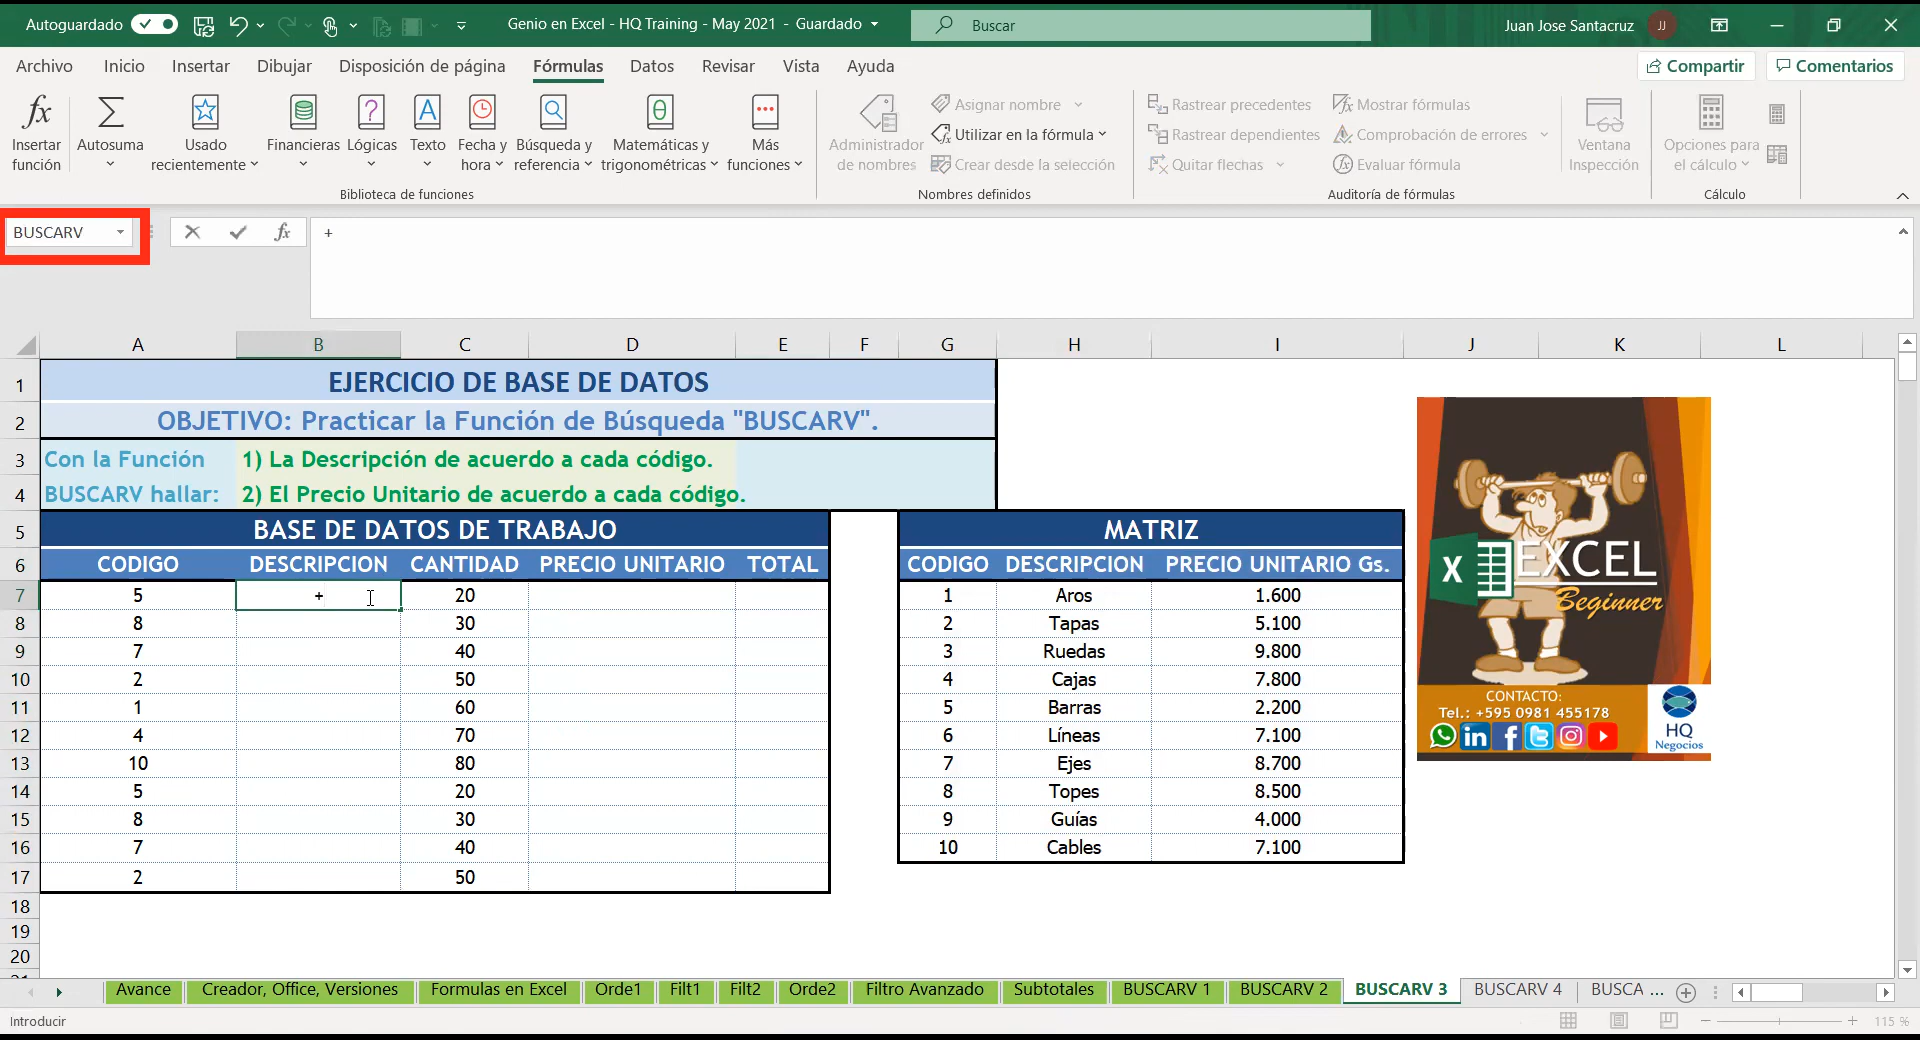 Autoguardado
Genio en Excel - HQ Training - May 2021 - Guardado
Buscar
Juan Jose Santacruz
JJ
Archivo Inicio Insertar Dibujar Disposición de página Fórmulas Datos Revisar Vista Ayuda
Compartir Comentarios
Insertar función
Autosuma
Usado recientemente
Financieras
Lógicas
Texto
Fecha y hora
Búsqueda y referencia
Matemáticas y trigonométricas
Más funciones
Biblioteca de funciones
Administrador de nombres
Asignar nombre
Utilizar en la fórmula
Crear desde la selección
Nombres definidos
Rastrear precedentes
Rastrear dependientes
Quitar flechas
Mostrar fórmulas
Comprobación de errores
Evaluar fórmula
Auditoría de fórmulas
Ventana Inspección
Opciones para el cálculo
Cálculo
BUSCARV
fx
+
A B C D E F G H I J K L
1 EJERCICIO DE BASE DE DATOS
2 OBJETIVO: Practicar la Función de Búsqueda "BUSCARV".
3 Con la Función 1) La Descripción de acuerdo a cada código.
4 BUSCARV hallar: 2) El Precio Unitario de acuerdo a cada código.
5 BASE DE DATOS DE TRABAJO MATRIZ
6 CODIGO DESCRIPCION CANTIDAD PRECIO UNITARIO TOTAL CODIGO DESCRIPCION PRECIO UNITARIO Gs.
7 5 + 20 1 Aros 1.600
8 8 30 2 Tapas 5.100
9 7 40 3 Ruedas 9.800
10 2 50 4 Cajas 7.800
11 1 60 5 Barras 2.200
12 4 70 6 Líneas 7.100
13 10 80 7 Ejes 8.700
14 5 20 8 Topes 8.500
15 8 30 9 Guías 4.000
16 7 40 10 Cables 7.100
17 2 50
18
19
20
X EXCEL
Beginner
CONTACTO:
Tel.: +595 0981 455178
HQ
Negocios
Avance Creador, Office, Versiones Formulas en Excel Orde1 Filt1 Filt2 Orde2 Filtro Avanzado Subtotales BUSCARV 1 BUSCARV 2 BUSCARV 3 BUSCARV 4 BUSCA ...
Introducir
115 %